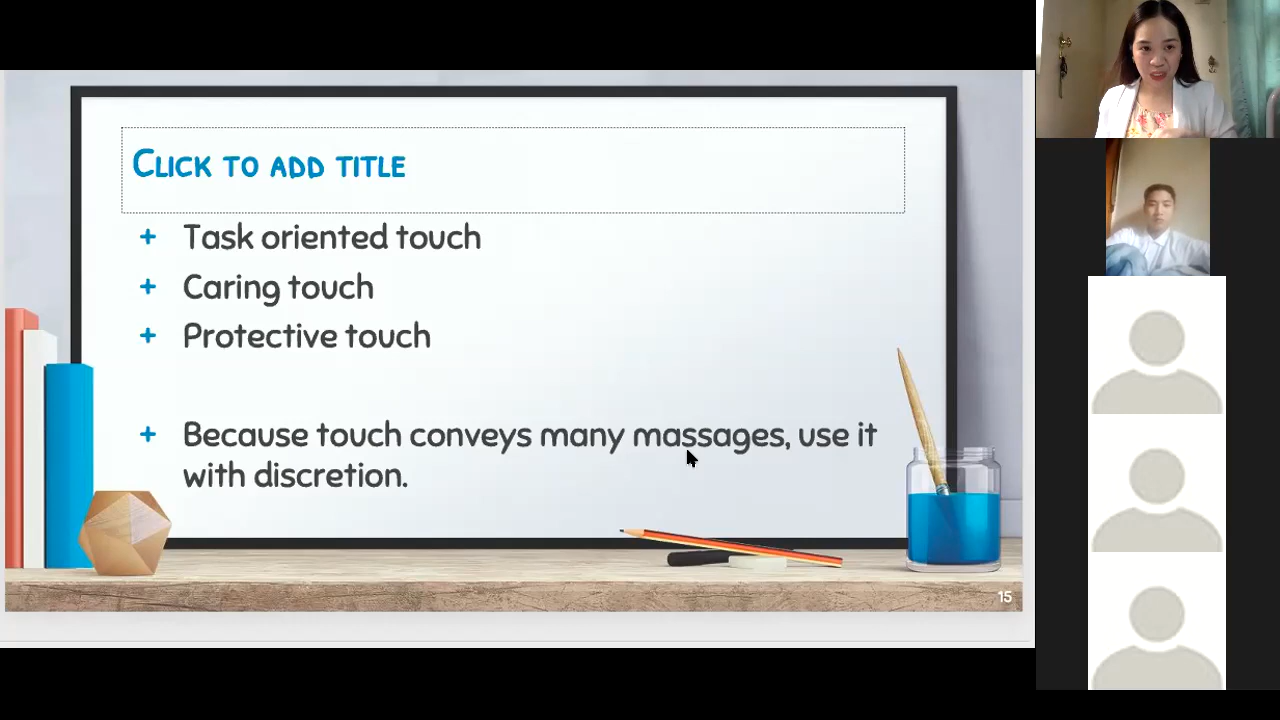 Click to add title
+ Task oriented touch
+ Caring touch
+ Protective touch
+ Because touch conveys many massages, use it
with discretion.
15